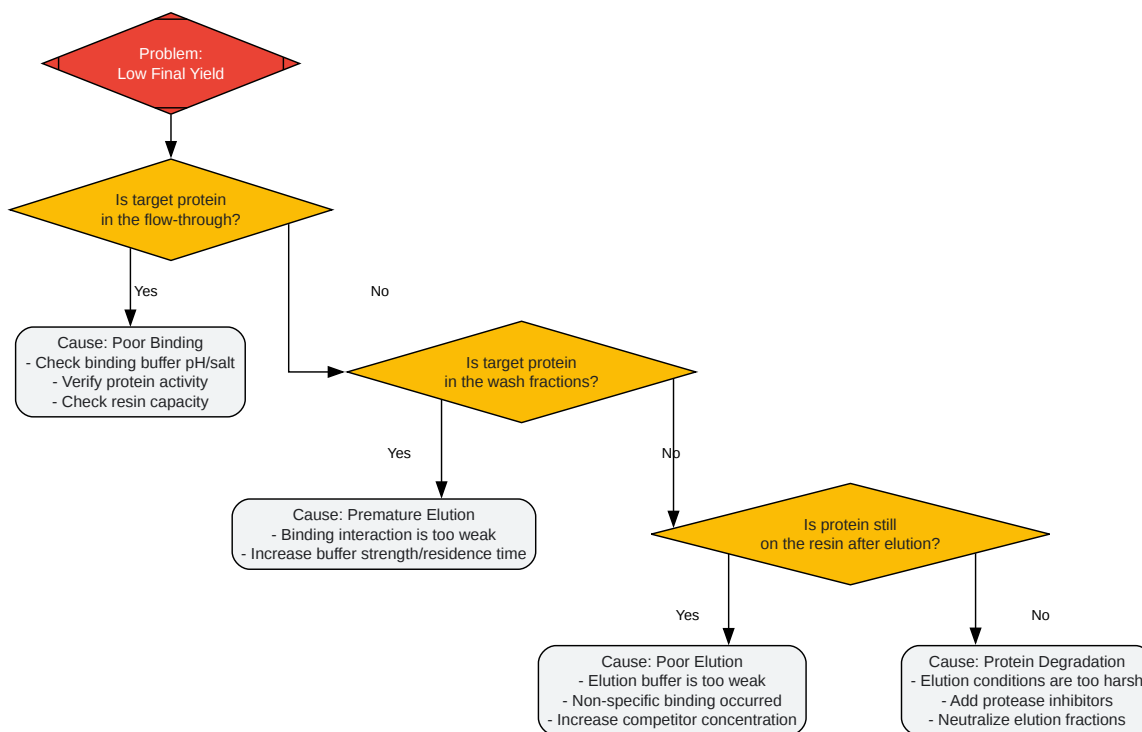 Problem:
Low Final Yield
Is target protein
in the flow-through?
Yes
No
Cause: Poor Binding
- Check binding buffer pH/salt
- Verify protein activity
- Check resin capacity
Is target protein
in the wash fractions?
Yes
No
Cause: Premature Elution
- Binding interaction is too weak
- Increase buffer strength/residence time
Is protein still
on the resin after elution?
Yes
No
Cause: Poor Elution
- Elution buffer is too weak
- Non-specific binding occurred
- Increase competitor concentration
Cause: Protein Degradation
- Elution conditions are too harsh
- Add protease inhibitors
- Neutralize elution fractions